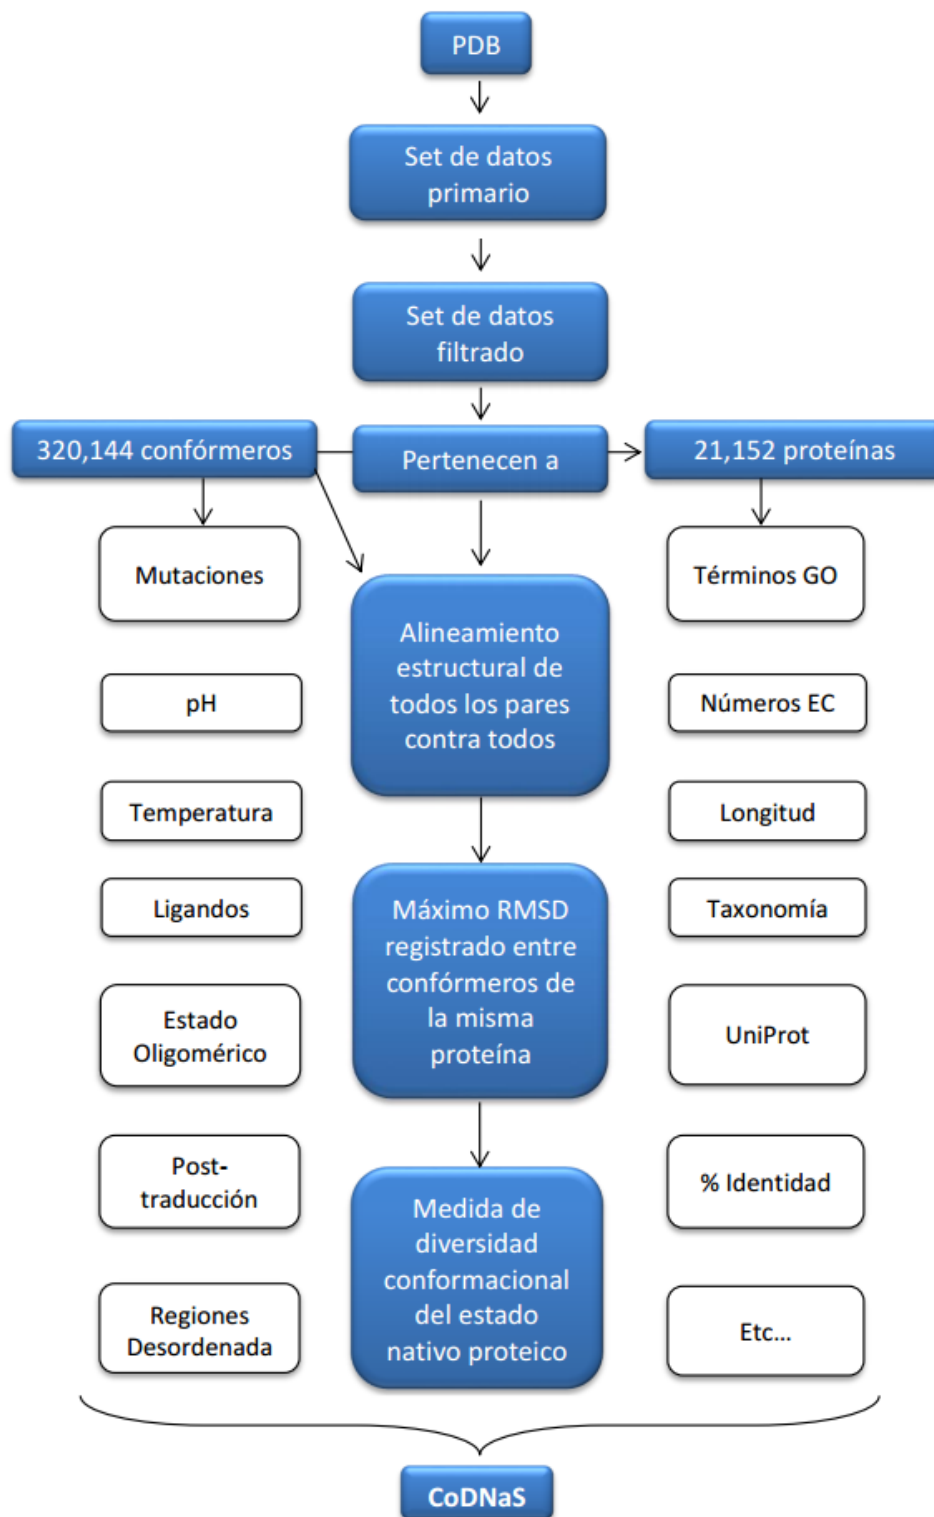 PDB
Set de datos
primario
Set de datos
filtrado
320,144 confórmeros
Pertenecen a
21,152 proteínas
Mutaciones
pH
Temperatura
Ligandos
Estado
Oligomérico
Post-
traducción
Regiones
Desordenada
Alineamiento
estructural de
todos los pares
contra todos
Máximo RMSD
registrado entre
confórmeros de
la misma
proteína
Medida de
diversidad
conformacional
del estado
nativo proteico
Términos GO
Números EC
Longitud
Taxonomía
UniProt
% Identidad
Etc...
CoDNaS